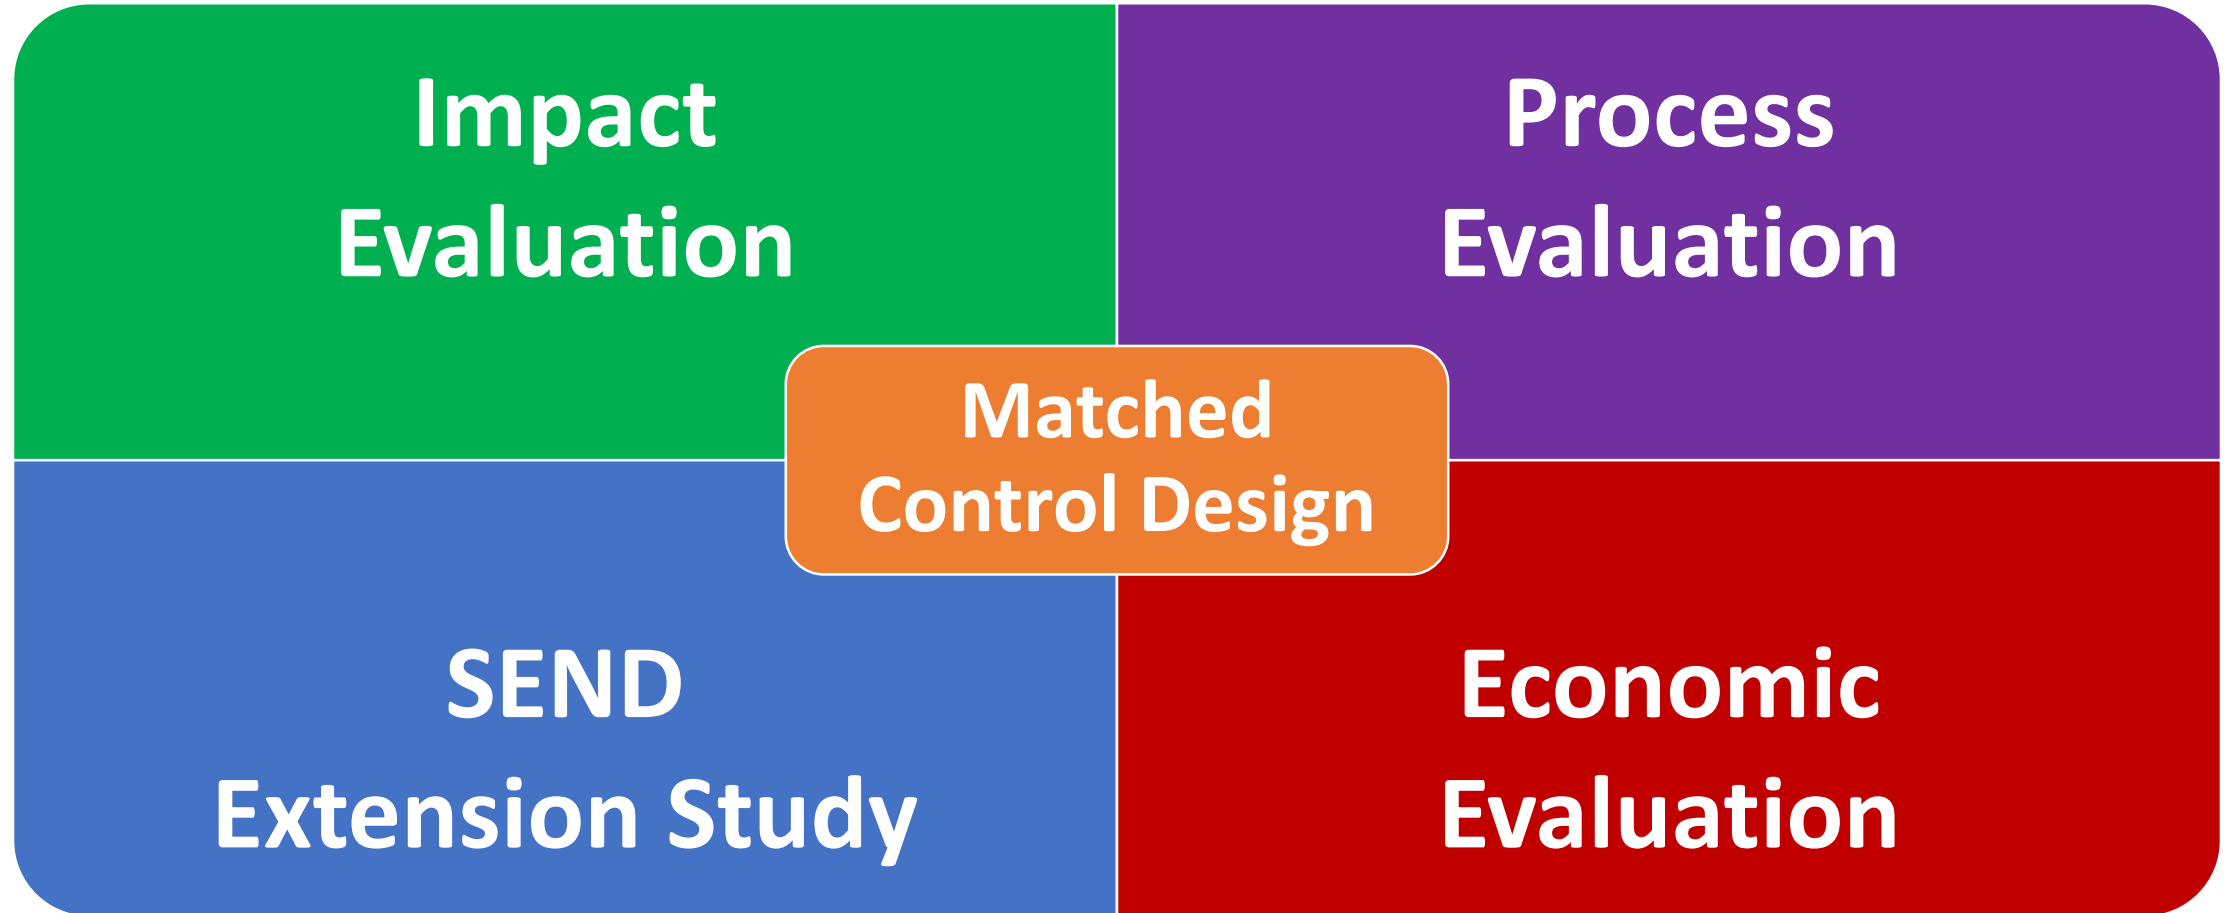 Impact
Evaluation
Process
Evaluation
Matched
Control Design
SEND
Extension Study
Economic
Evaluation